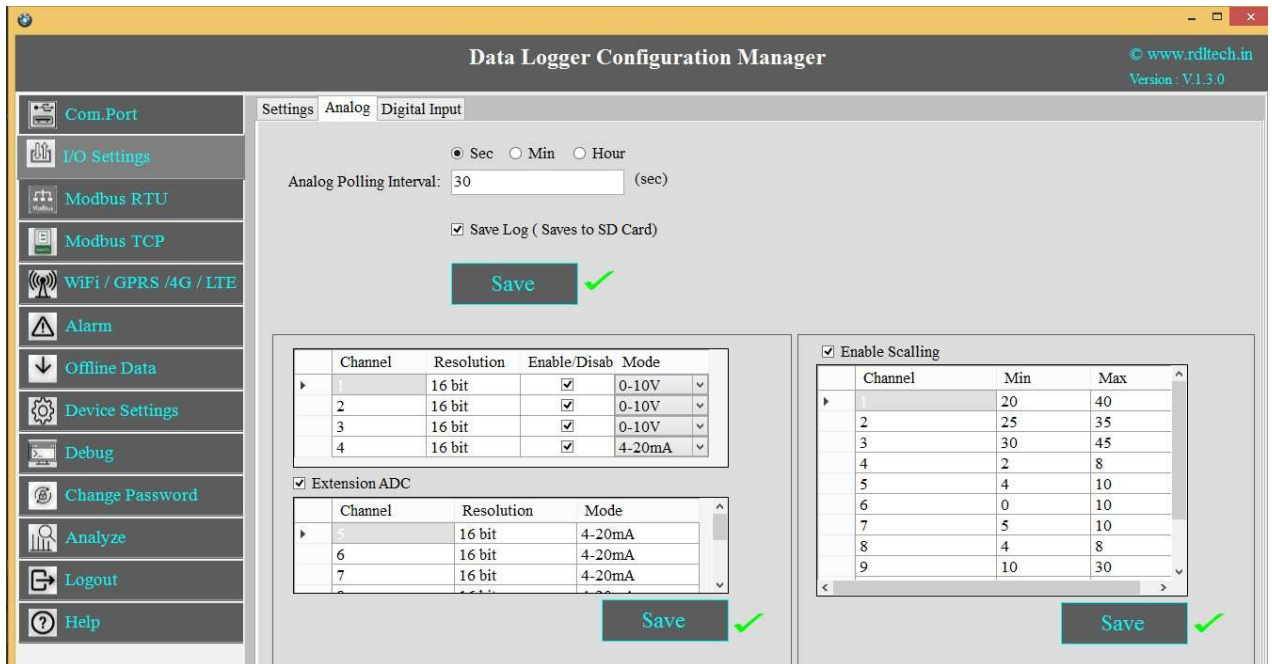 Data Logger Configuration Manager
© www.rdltech.in
Version : V.1.3.0
Com.Port
I/O Settings
Modbus RTU
Modbus TCP
WiFi / GPRS /4G / LTE
Alarm
Offline Data
Device Settings
Debug
Change Password
Analyze
Logout
Help
Settings Analog Digital Input
Sec Min Hour
Analog Polling Interval: 30 (sec)
Save Log ( Saves to SD Card)
Save
Channel Resolution Enable/Disab Mode
1 16 bit 0-10V
2 16 bit 0-10V
3 16 bit 0-10V
4 16 bit 4-20mA
Extension ADC
Channel Resolution Mode
5 16 bit 4-20mA
6 16 bit 4-20mA
7 16 bit 4-20mA
Save
Enable Scalling
Channel Min Max
1 20 40
2 25 35
3 30 45
4 2 8
5 4 10
6 0 10
7 5 10
8 4 8
9 10 30
Save